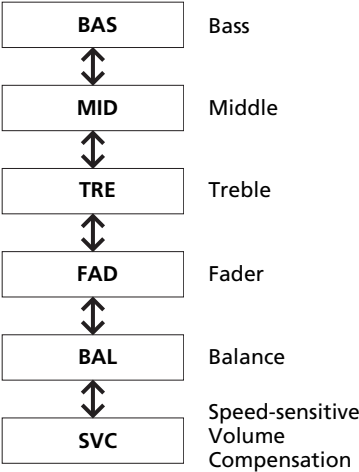 BAS Bass
MID Middle
TRE Treble
FAD Fader
BAL Balance
SVC Speed-sensitive
Volume
Compensation